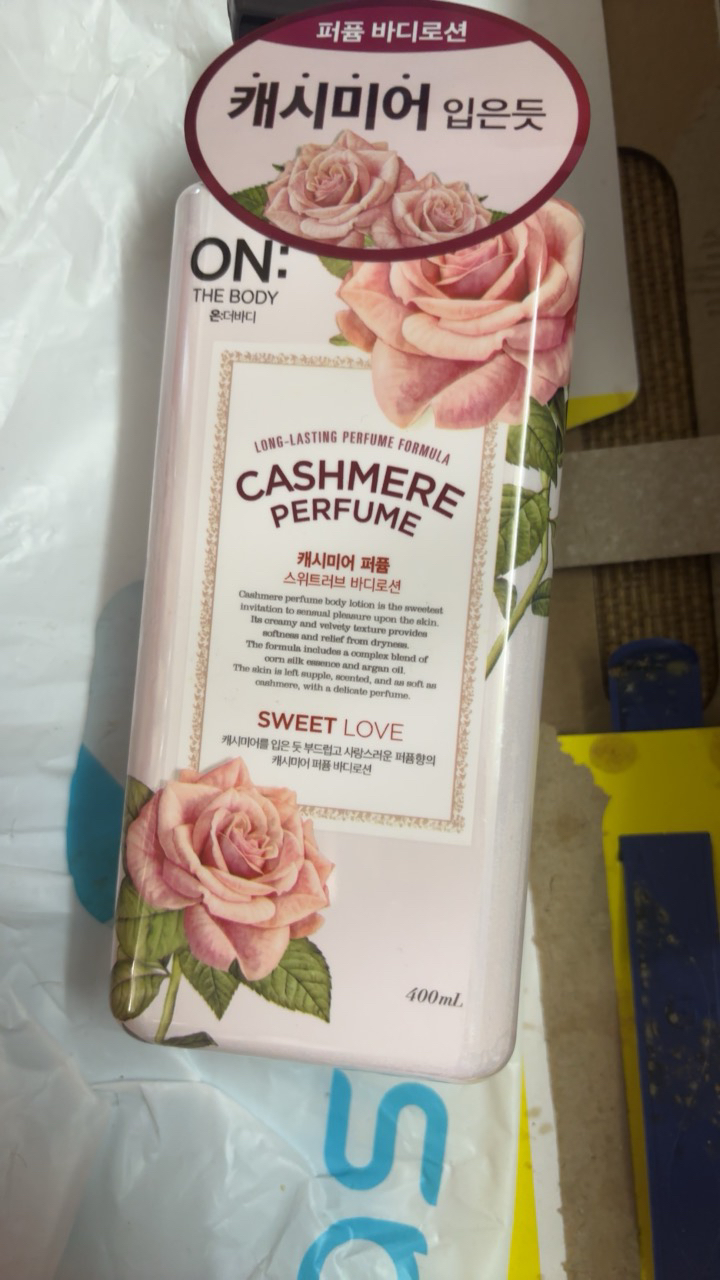 퍼퓸 바디로션
캐시미어 입은듯
ON:
THE BODY
온:더바디
LONG-LASTING PERFUME FORMULA
CASHMERE
PERFUME
캐시미어 퍼퓸
스위트러브 바디로션
Cashmere perfume body lotion is the sweetest
invitation to sensual pleasure upon the skin.
Its creamy and velvety texture provides
softness and relief from dryness.
The formula includes a complex blend of
corn silk essence and argan oil.
The skin is left supple, scented, and as soft as
cashmere, with a delicate perfume.
SWEET LOVE
캐시미어를 입은 듯 부드럽고 사랑스러운 퍼퓸향의
캐시미어 퍼퓸 바디로션
400mL